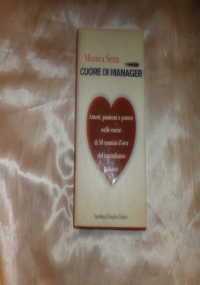 Monica Setta
CUORE DI MANAGER
Amori, passioni e potere
nelle storie
di 50 uomini d'oro
del capitalismo
italiano
Sperling & Kupfer Editori